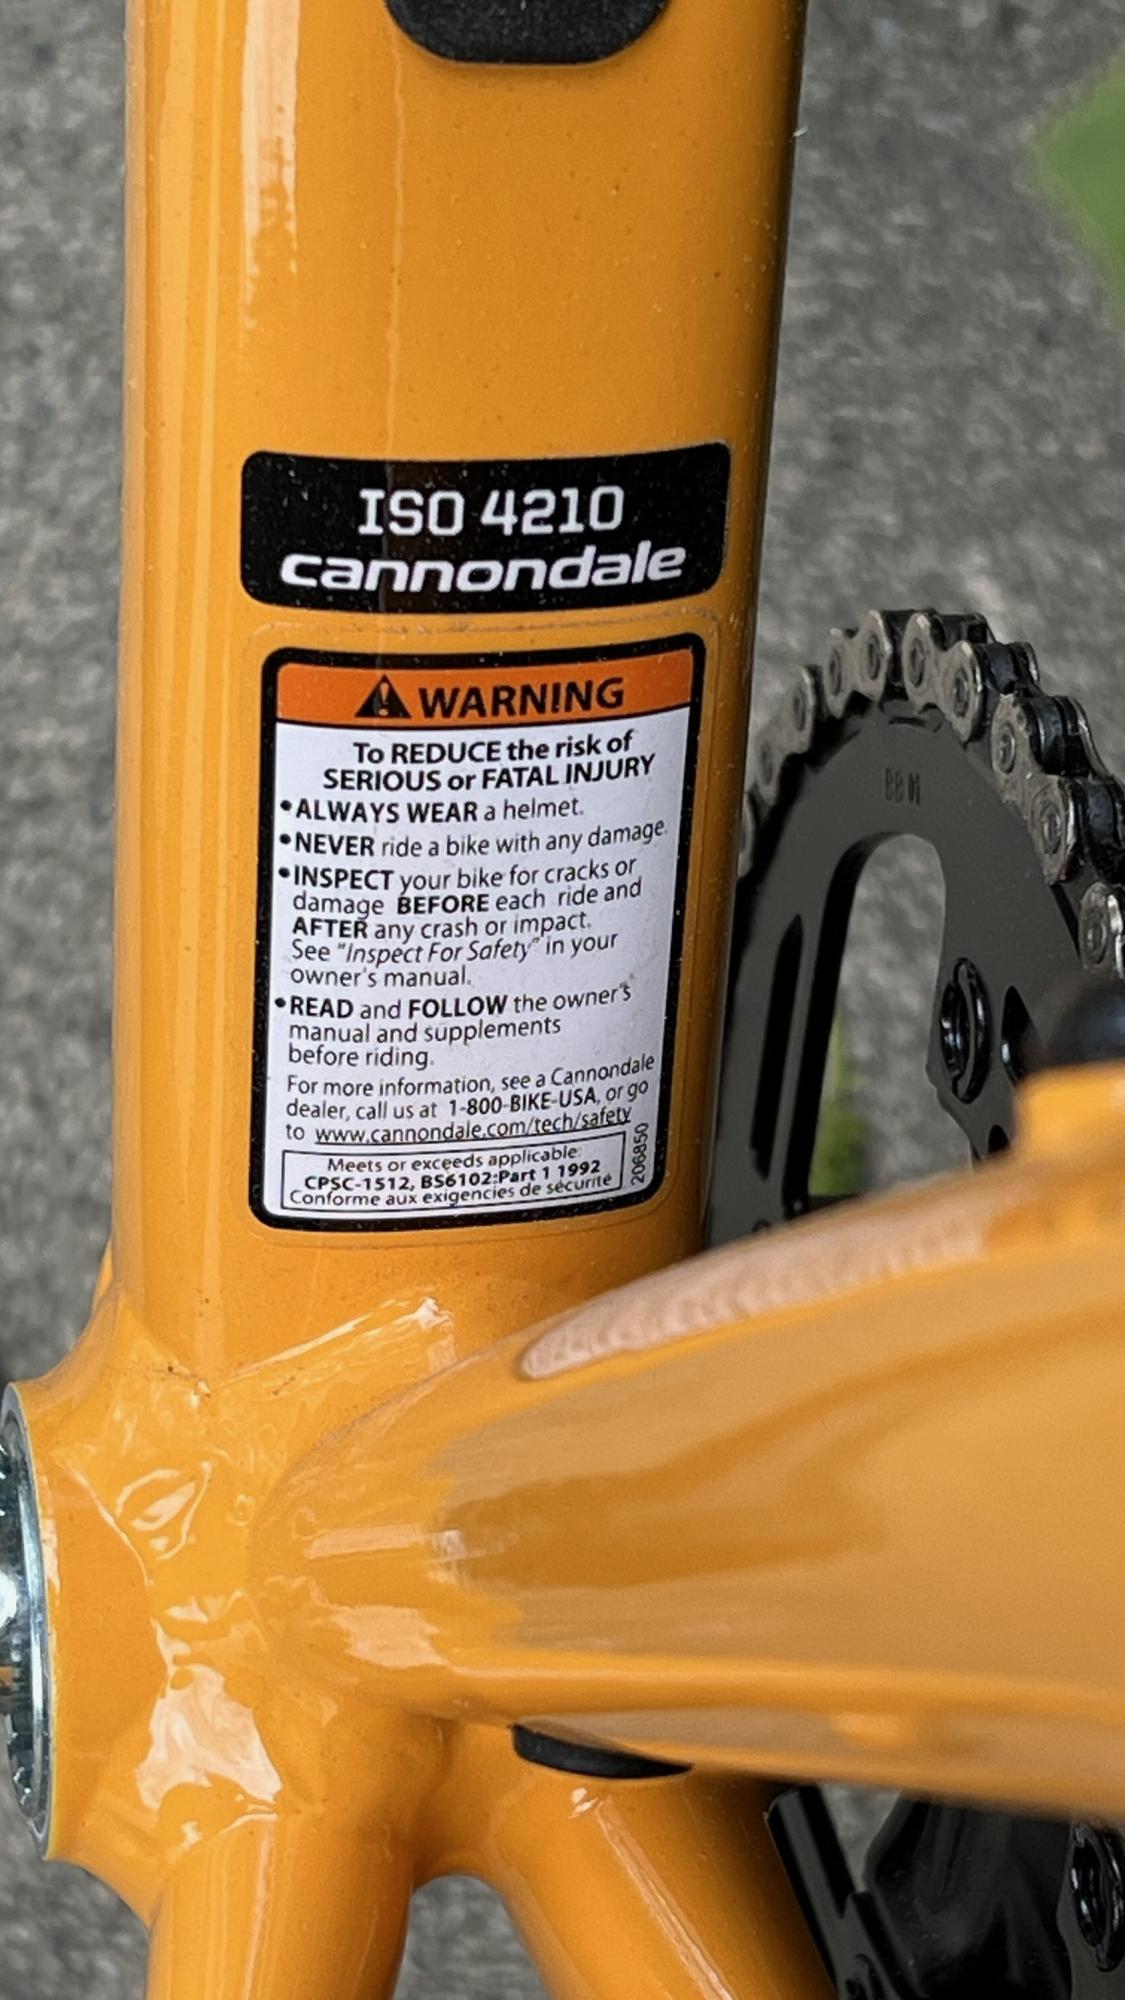 ISO 4210
cannondale
WARNING
To REDUCE the risk of
SERIOUS or FATAL INJURY
•ALWAYS WEAR a helmet.
•NEVER ride a bike with any damage.
•INSPECT your bike for cracks or
damage BEFORE each ride and
AFTER any crash or impact.
See "Inspect For Safety" in your
owner's manual.
•READ and FOLLOW the owner's
manual and supplements
before riding.
For more information, see a Cannondale
dealer, call us at 1-800-BIKE-USA, or go
to www.cannondale.com/tech/safety
Meets or exceeds applicable:
CPSC-1512, BS6102:Part 1 1992
Conforme aux exigencies de sécurité
206850